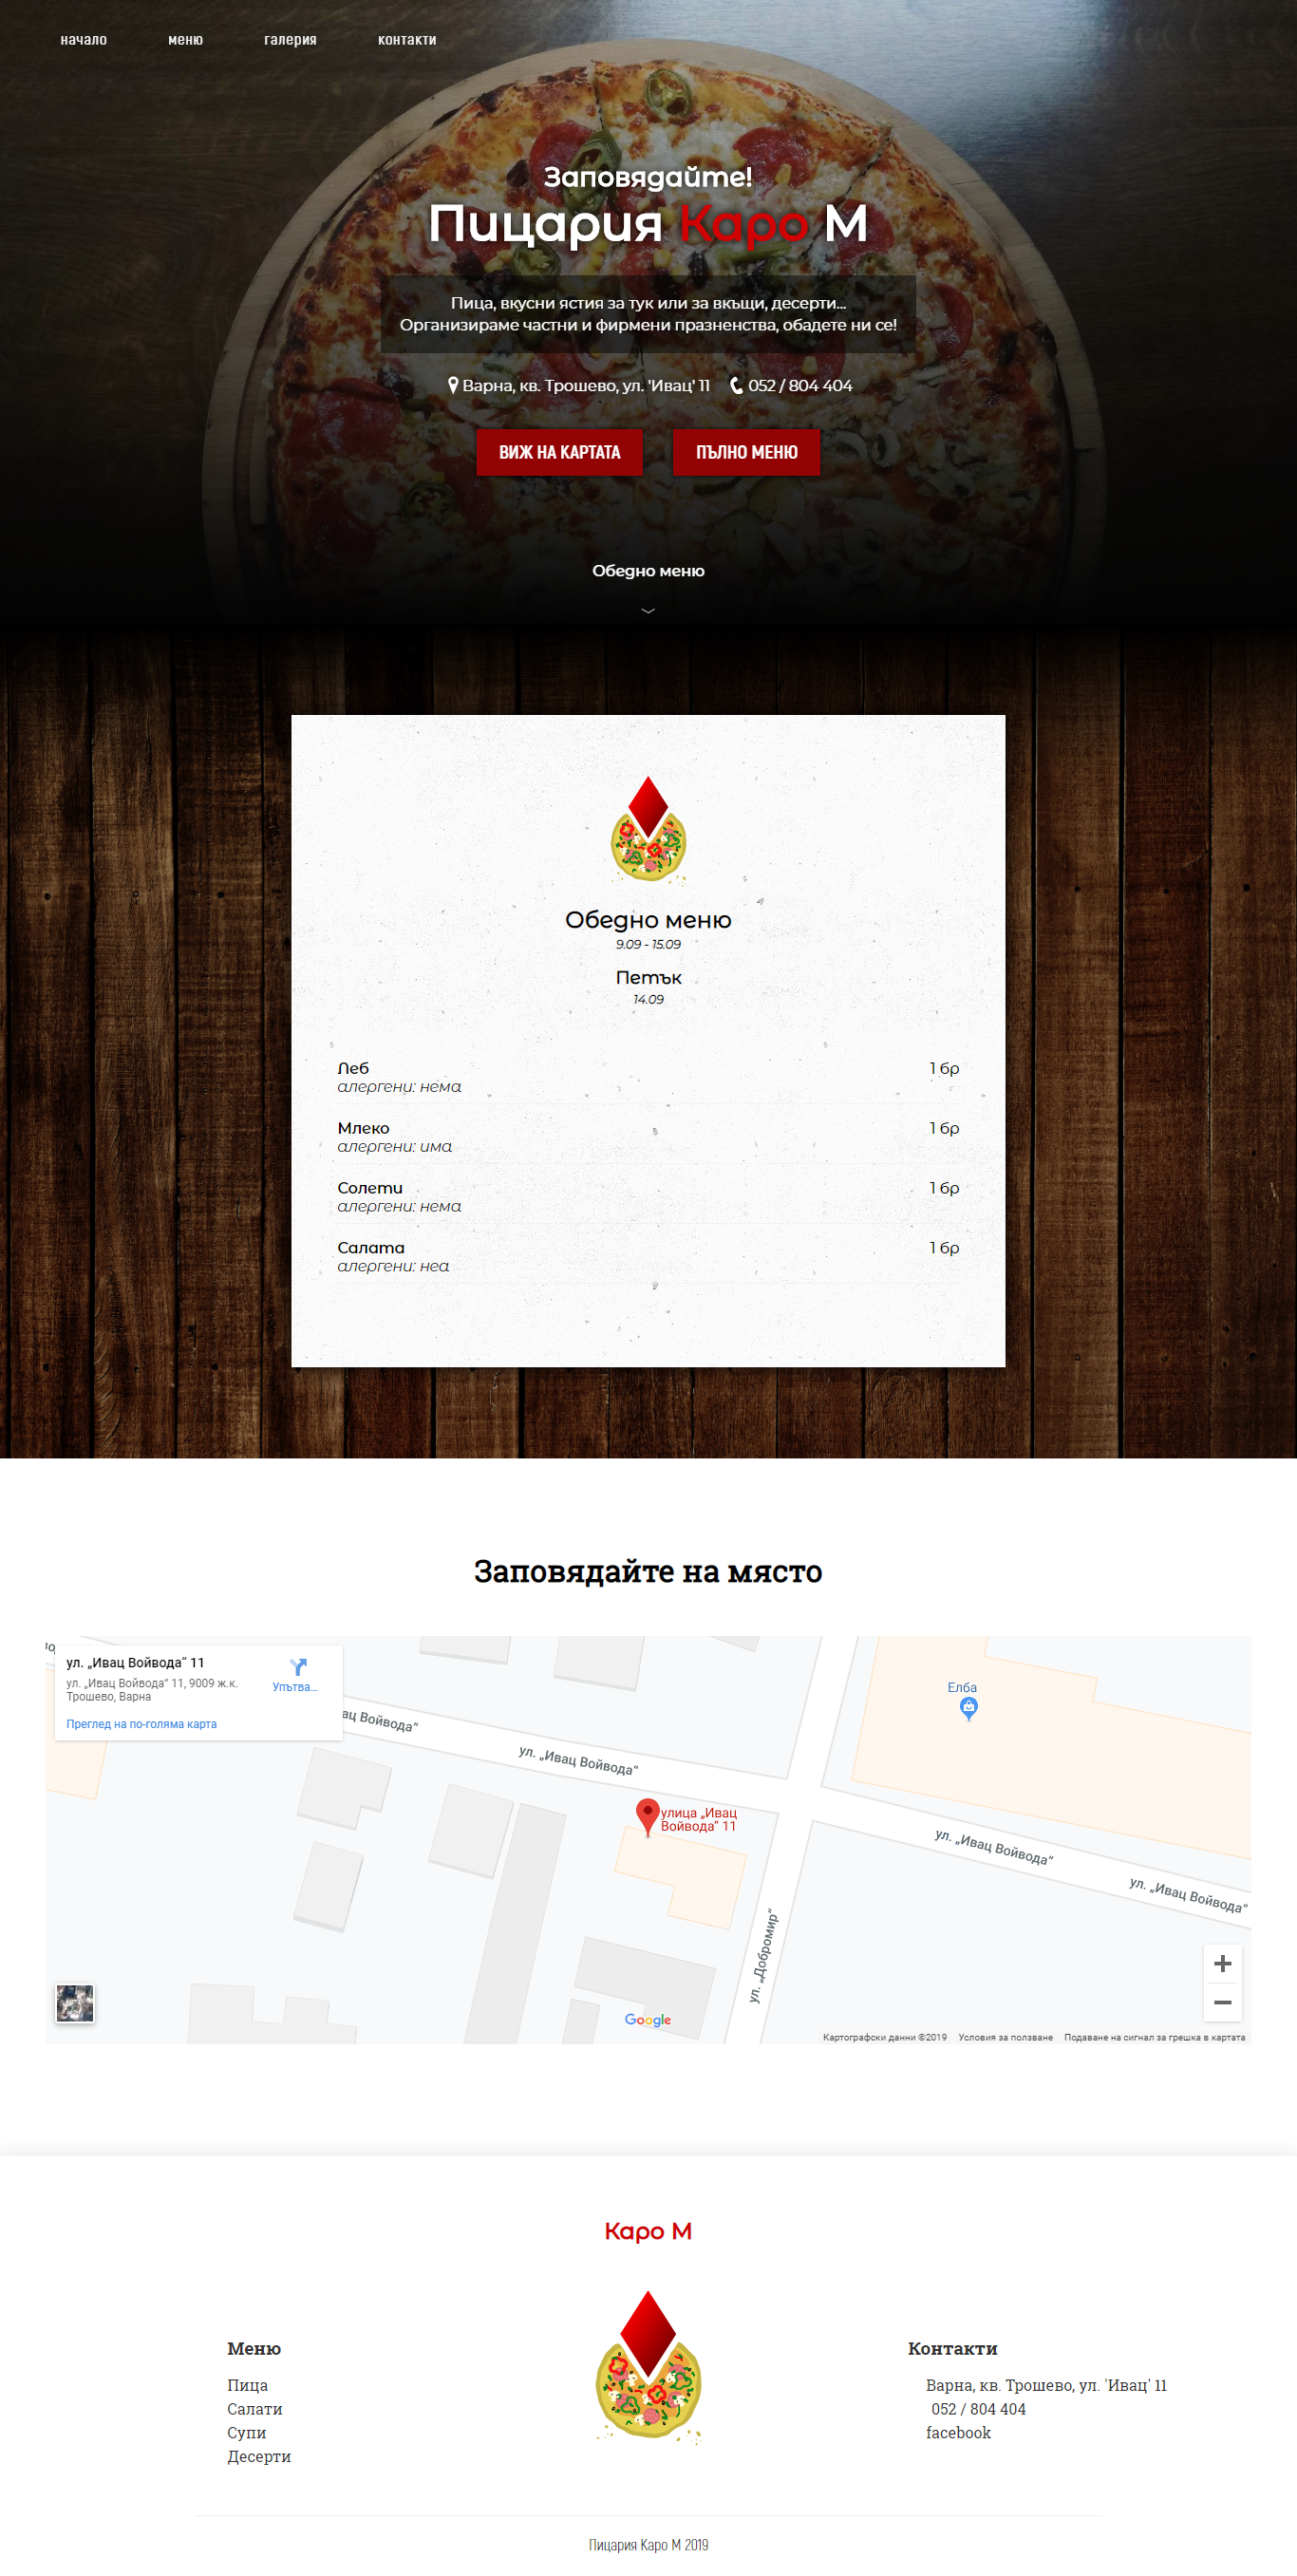 начало
меню
галерия
контакти
Заповядайте!
Пицария Каро М
Пица, вкусни ястия за тук или за вкъщи, десерти...
Организираме частни и фирмени празненства, обадете ни се!
Варна, кв. Трошево, ул. 'Ивац' 11
052 / 804 404
ВИЖ НА КАРТАТА
ПЪЛНО МЕНЮ
Обедно меню
Обедно меню
9.09 - 15.09
Петък
14.09
Леб 1 бр
алергени: нема
Млеко 1 бр
алергени: има
Солети 1 бр
алергени: нема
Салата 1 бр
алергени: неа
Заповядайте на място
ул. „Ивац Войвода“ 11
ул. „Ивац Войвода“ 11, 9009 ж.к.
Трошево, Варна
Упътва...
Преглед на по-голяма карта
ац Войвода“
ул. „Ивац Войвода“
Елба
улица „Ивац
Войвода“ 11
ул. „Ивац Войвода“
ул. „Ивац Войвода“
ул. „Добромир“
Google
Картографски данни ©2019
Условия за ползване
Подаване на сигнал за грешка в картата
Каро М
Меню
Пица
Салати
Супи
Десерти
Контакти
Варна, кв. Трошево, ул. 'Ивац' 11
052 / 804 404
facebook
Пицария Каро М 2019